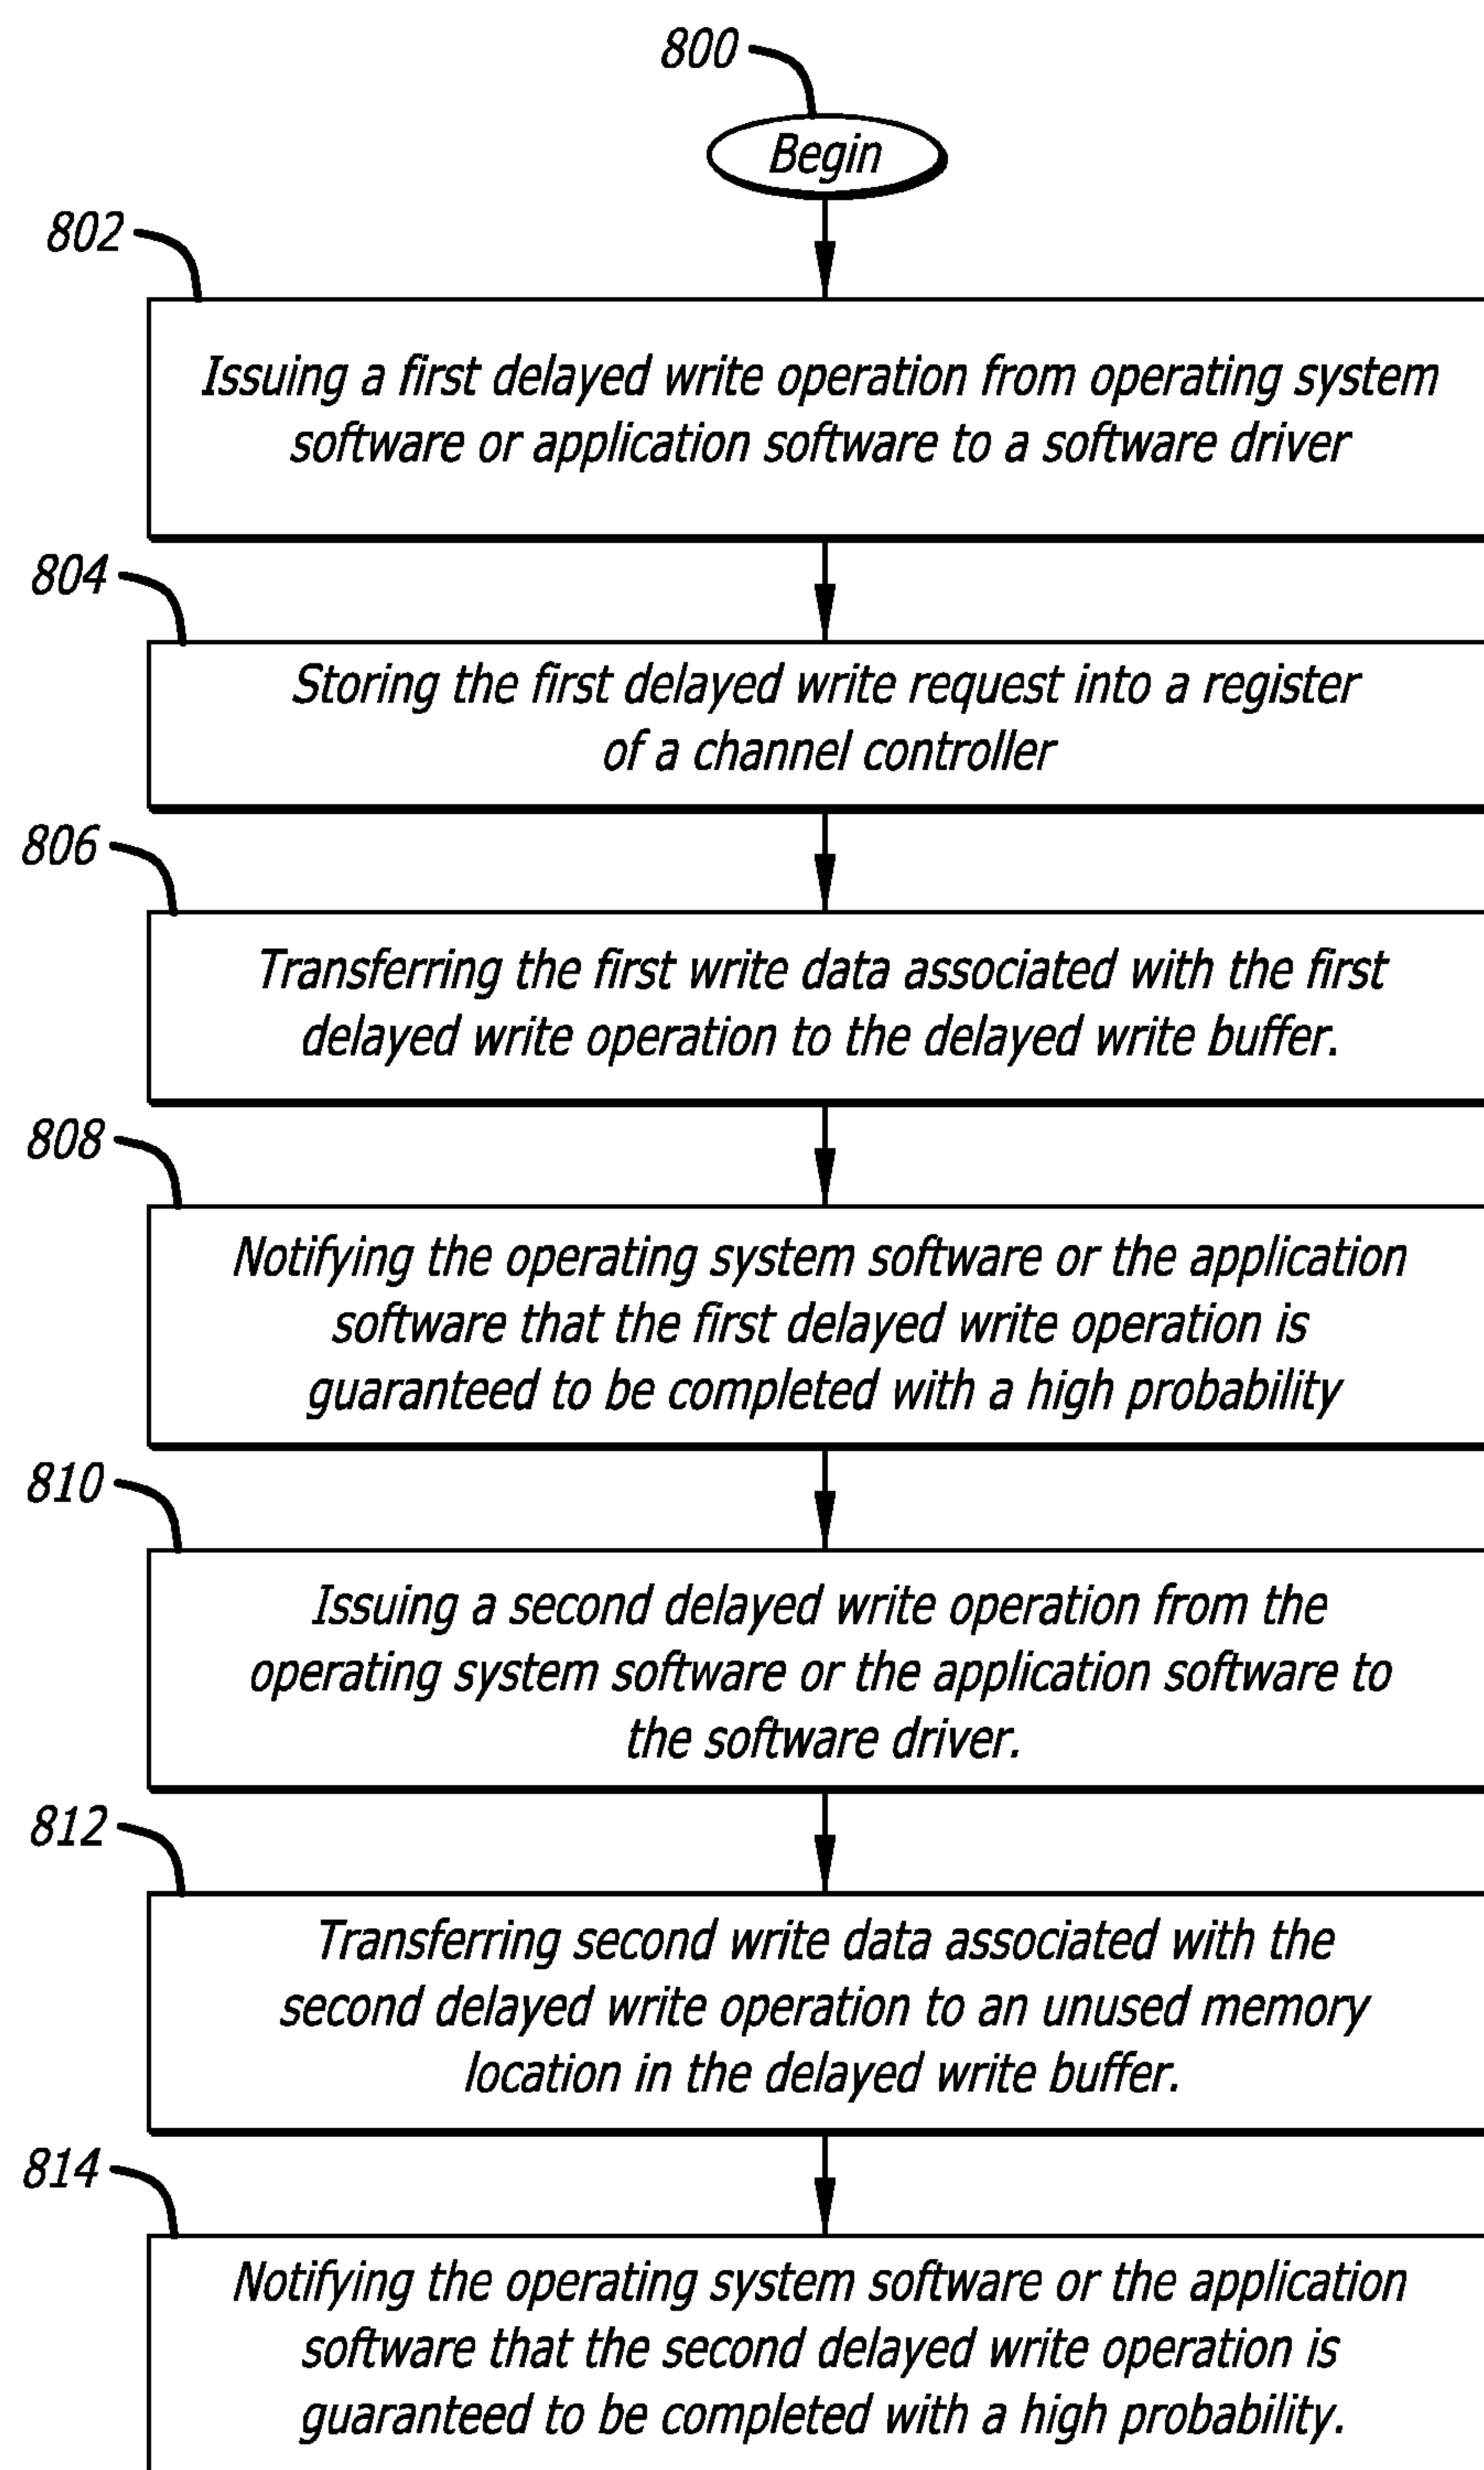 800
Begin
802
Issuing a first delayed write operation from operating system
software or application software to a software driver
804
Storing the first delayed write request into a register
of a channel controller
806
Transferring the first write data associated with the first
delayed write operation to the delayed write buffer.
808
Notifying the operating system software or the application
software that the first delayed write operation is
guaranteed to be completed with a high probability
810
Issuing a second delayed write operation from the
operating system software or the application software to
the software driver.
812
Transferring second write data associated with the
second delayed write operation to an unused memory
location in the delayed write buffer.
814
Notifying the operating system software or the application
software that the second delayed write operation is
guaranteed to be completed with a high probability.